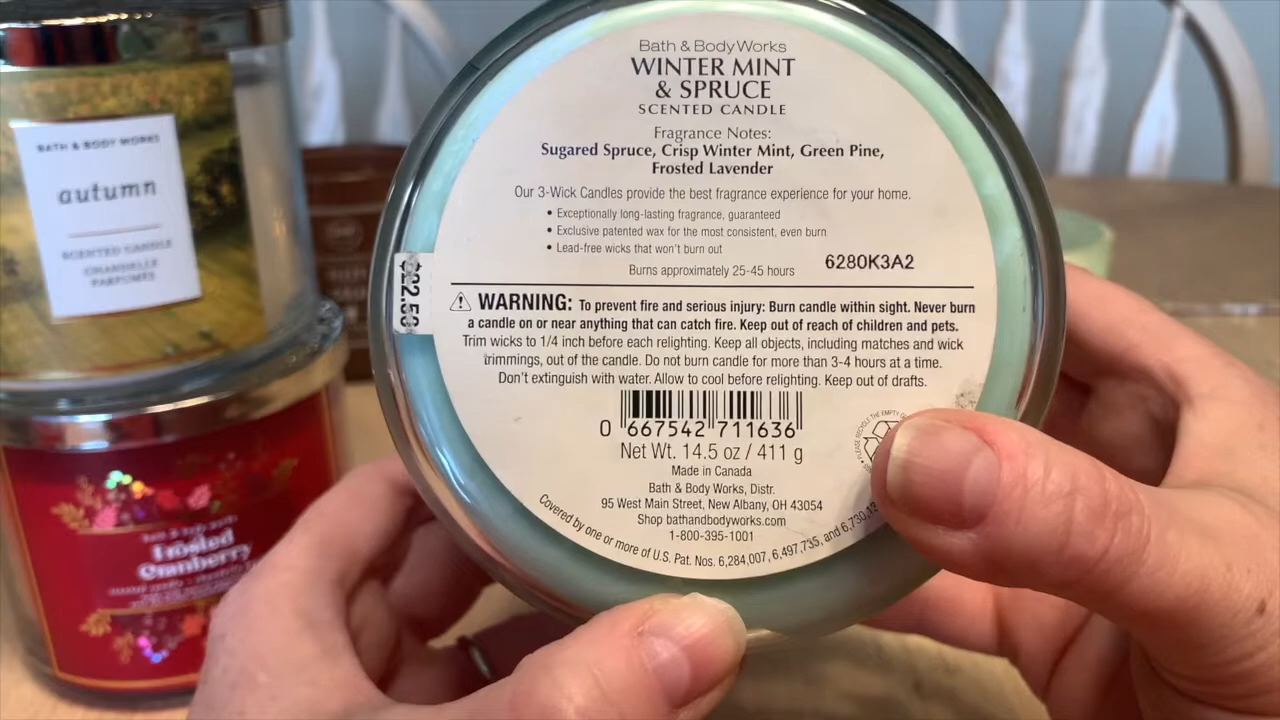 Bath & Body Works
WINTER MINT
& SPRUCE
SCENTED CANDLE
Fragrance Notes:
Sugared Spruce, Crisp Winter Mint, Green Pine,
Frosted Lavender
Our 3-Wick Candles provide the best fragrance experience for your home.
• Exceptionally long-lasting fragrance, guaranteed
• Exclusive patented wax for the most consistent, even burn
• Lead-free wicks that won't burn out
Burns approximately 25-45 hours
6280K3A2
$22.50
WARNING: To prevent fire and serious injury: Burn candle within sight. Never burn
a candle on or near anything that can catch fire. Keep out of reach of children and pets.
Trim wicks to 1/4 inch before each relighting. Keep all objects, including matches and wick
trimmings, out of the candle. Do not burn candle for more than 3-4 hours at a time.
Don't extinguish with water. Allow to cool before relighting. Keep out of drafts.
0 667542 711636
Net Wt. 14.5 oz / 411 g
Made in Canada
Bath & Body Works, Distr.
95 West Main Street, New Albany, OH 43054
Shop bathandbodyworks.com
1-800-395-1001
Covered by one or more of U.S. Pat. Nos. 6,284,007, 6,497,735, and
PLEASE RECYCLE THE EMPTY
BATH & BODY WORKS
autumn
SCENTED CANDLE
CHANDELLE
PARFUMÉE
Frosted
Cranberry